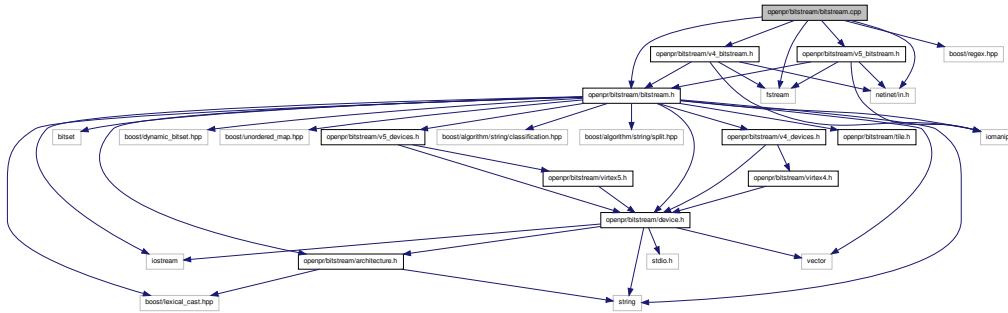 openpr/bitstream/bitstream.cpp
openpr/bitstream/v4_bitstream.h
openpr/bitstream/v5_bitstream.h
boost/regex.hpp
openpr/bitstream/bitstream.h
fstream
netinet/in.h
bitset
boost/dynamic_bitset.hpp
boost/unordered_map.hpp
openpr/bitstream/v5_devices.h
boost/algorithm/string/classification.hpp
boost/algorithm/string/split.hpp
openpr/bitstream/v4_devices.h
openpr/bitstream/tile.h
iomanip
openpr/bitstream/virtex5.h
openpr/bitstream/virtex4.h
openpr/bitstream/device.h
iostream
openpr/bitstream/architecture.h
stdio.h
vector
boost/lexical_cast.hpp
string